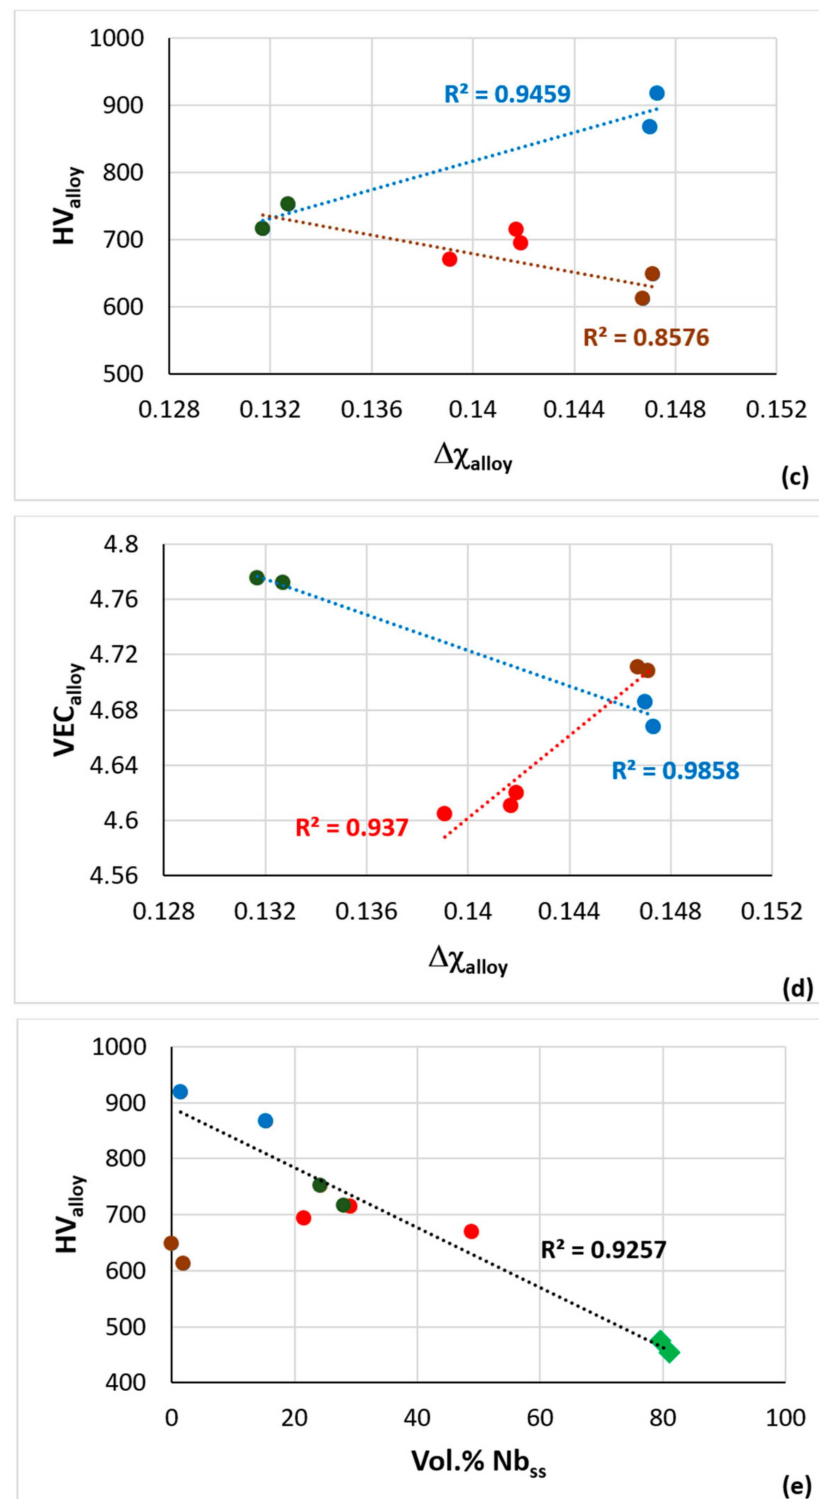 1000
900
800
700
600
500
HValloy
R² = 0.9459
R² = 0.8576
0.128 0.132 0.136 0.14 0.144 0.148 0.152
Δχalloy
(c)
4.8
4.76
4.72
4.68
4.64
4.6
4.56
VECalloy
R² = 0.9858
R² = 0.937
0.128 0.132 0.136 0.14 0.144 0.148 0.152
Δχalloy
(d)
1000
900
800
700
600
500
400
HValloy
R² = 0.9257
0 20 40 60 80 100
Vol.% Nbss
(e)